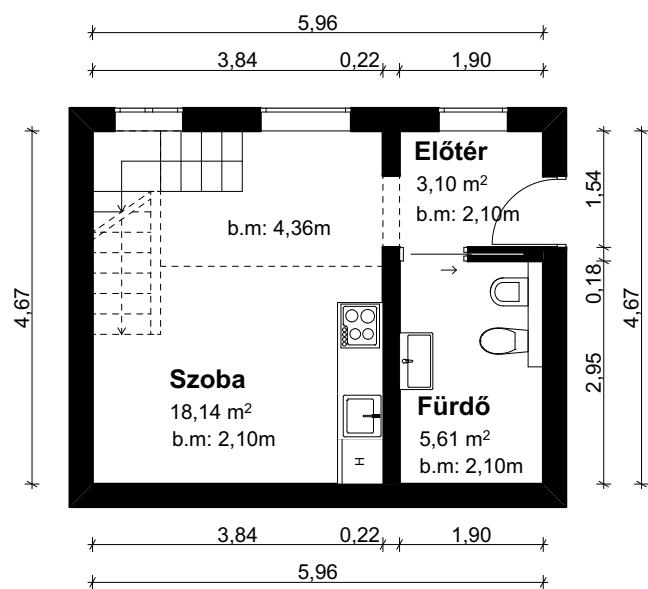 5,96
3,84
0,22
1,90
Előtér
3,10 m²
b.m: 2,10m
b.m: 4,36m
1,54
0,18
2,95
4,67
4,67
Szoba
18,14 m²
b.m: 2,10m
Fürdő
5,61 m²
b.m: 2,10m
H
3,84
0,22
1,90
5,96